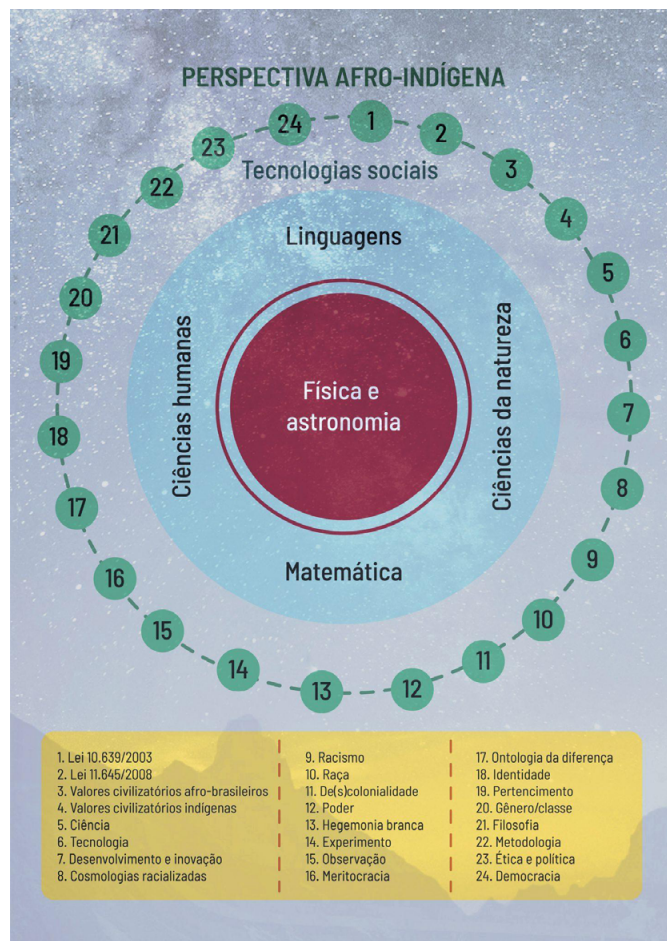 PERSPECTIVA AFRO-INDÍGENA
24
1
23
2
Tecnologias sociais
3
22
4
21
Linguagens
5
20
6
19
Ciências humanas
Física e
astronomia
Ciências da natureza
7
18
8
17
9
16
Matemática
10
15
11
14
12
13
1. Lei 10.639/2003
2. Lei 11.645/2008
3. Valores civilizatórios afro-brasileiros
4. Valores civilizatórios indígenas
5. Ciência
6. Tecnologia
7. Desenvolvimento e inovação
8. Cosmologias racializadas
9. Racismo
10. Raça
11. De(s)colonialidade
12. Poder
13. Hegemonia branca
14. Experimento
15. Observação
16. Meritocracia
17. Ontologia da diferença
18. Identidade
19. Pertencimento
20. Gênero/classe
21. Filosofia
22. Metodologia
23. Ética e política
24. Democracia